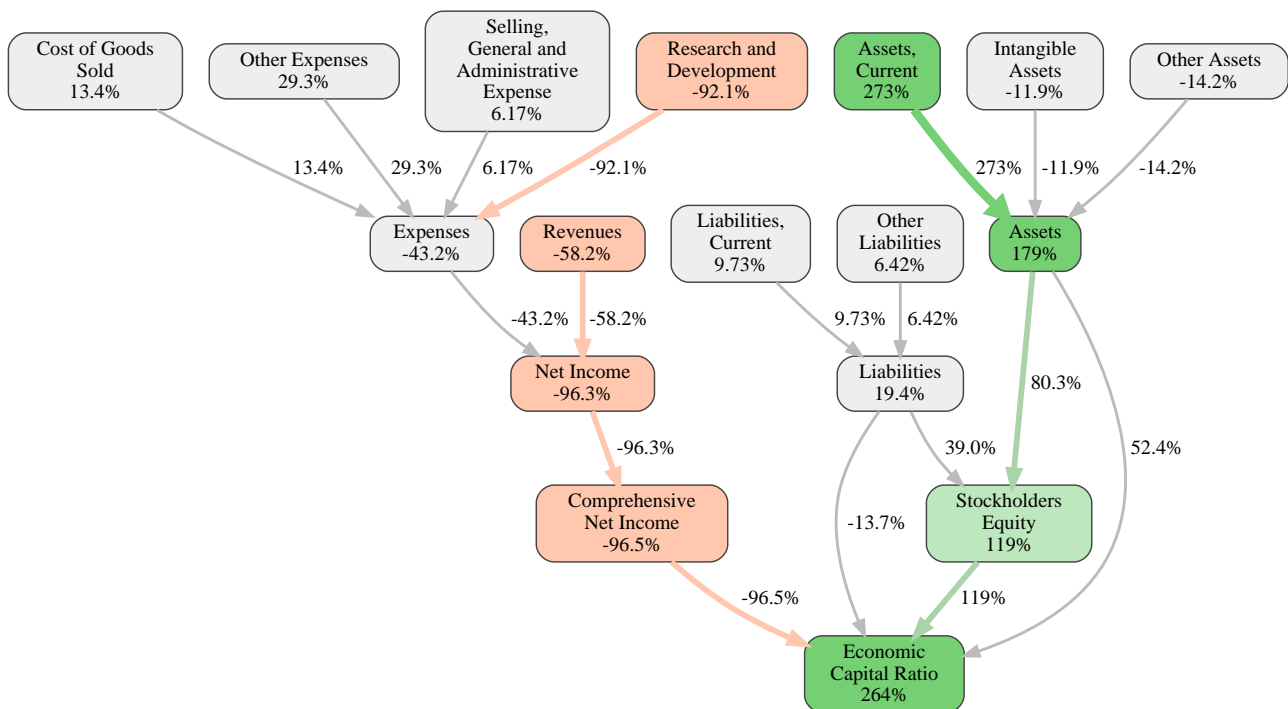 Cost of Goods
Sold
13.4%
Other Expenses
29.3%
Selling,
General and
Administrative
Expense
6.17%
Research and
Development
-92.1%
Assets,
Current
273%
Intangible
Assets
-11.9%
Other Assets
-14.2%
13.4%
29.3%
6.17%
-92.1%
273%
-11.9%
-14.2%
Expenses
-43.2%
Revenues
-58.2%
Liabilities,
Current
9.73%
Other
Liabilities
6.42%
Assets
179%
-43.2%
-58.2%
9.73%
6.42%
Net Income
-96.3%
Liabilities
19.4%
80.3%
-96.3%
39.0%
52.4%
Comprehensive
Net Income
-96.5%
-13.7%
Stockholders
Equity
119%
-96.5%
119%
Economic
Capital Ratio
264%